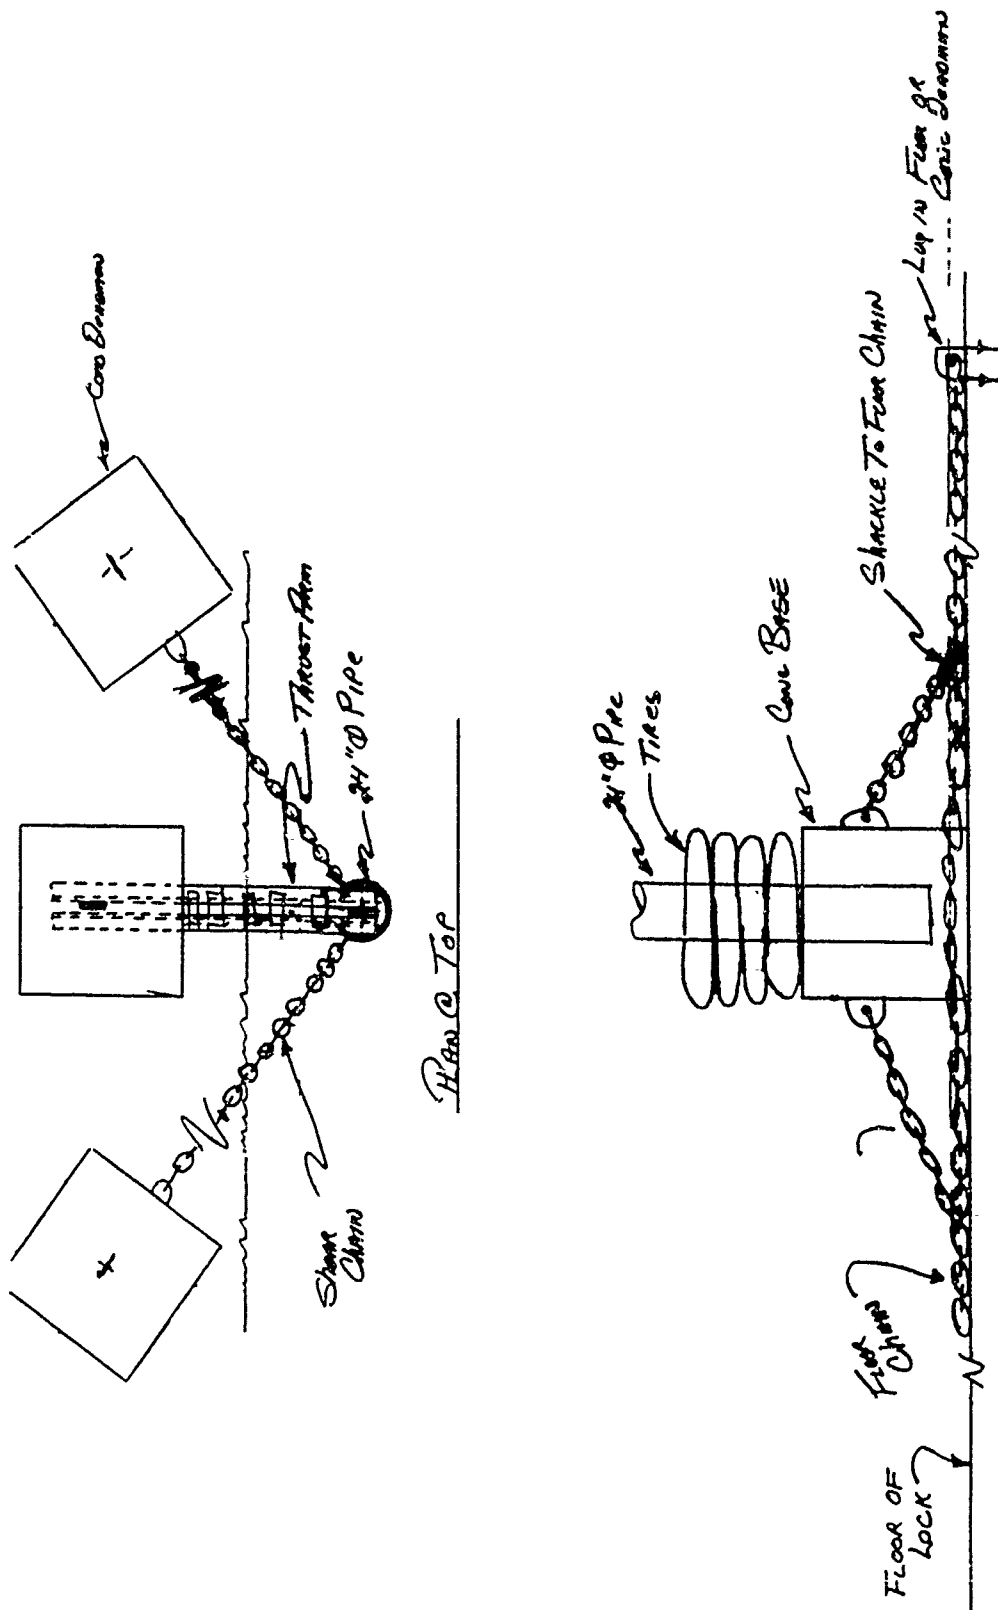 Conc Deadman
Thrust Arm
24"Φ Pipe
Shear
Chain
Plan @ Top
24"Φ Pipe
Tires
Conc Base
Shackle To Floor Chain
Lug in Floor or
Conc Deadman
Floor
Chain
Floor of
Lock